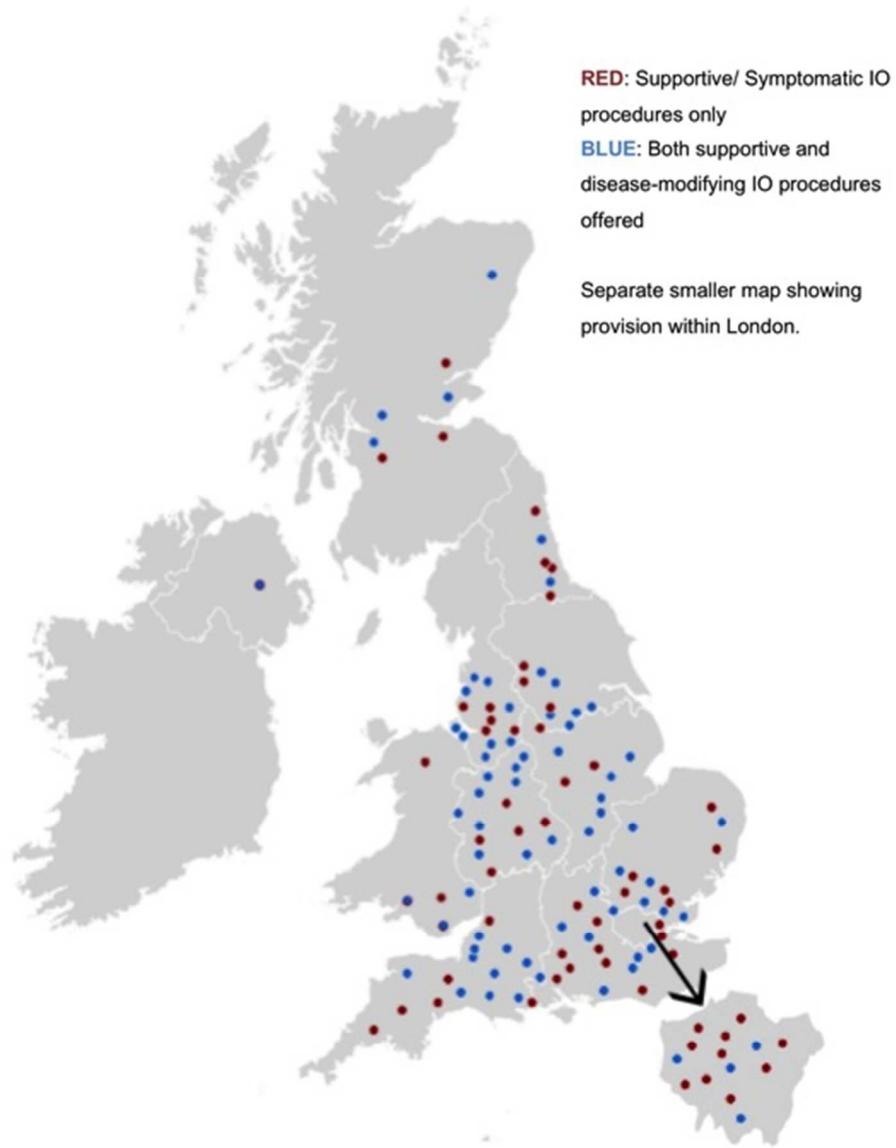 RED: Supportive/ Symptomatic IO
procedures only
BLUE: Both supportive and
disease-modifying IO procedures
offered
Separate smaller map showing
provision within London.